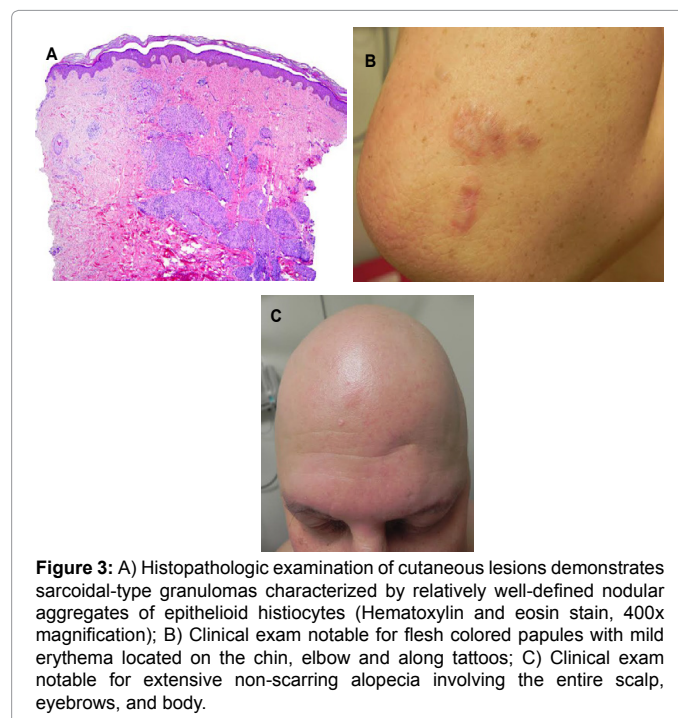 A
B
C
Figure 3: A) Histopathologic examination of cutaneous lesions demonstrates
sarcoidal-type granulomas characterized by relatively well-defined nodular
aggregates of epithelioid histiocytes (Hematoxylin and eosin stain, 400x
magnification); B) Clinical exam notable for flesh colored papules with mild
erythema located on the chin, elbow and along tattoos; C) Clinical exam
notable for extensive non-scarring alopecia involving the entire scalp,
eyebrows, and body.